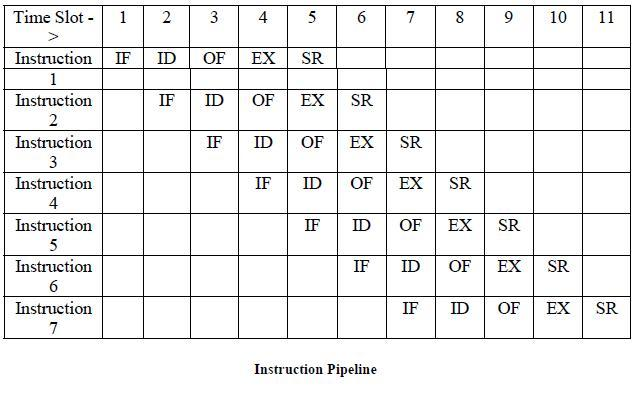 Time Slot - 1 2 3 4 5 6 7 8 9 10 11
>
Instruction IF ID OF EX SR
1
Instruction IF ID OF EX SR
2
Instruction IF ID OF EX SR
3
Instruction IF ID OF EX SR
4
Instruction IF ID OF EX SR
5
Instruction IF ID OF EX SR
6
Instruction IF ID OF EX SR
7
Instruction Pipeline